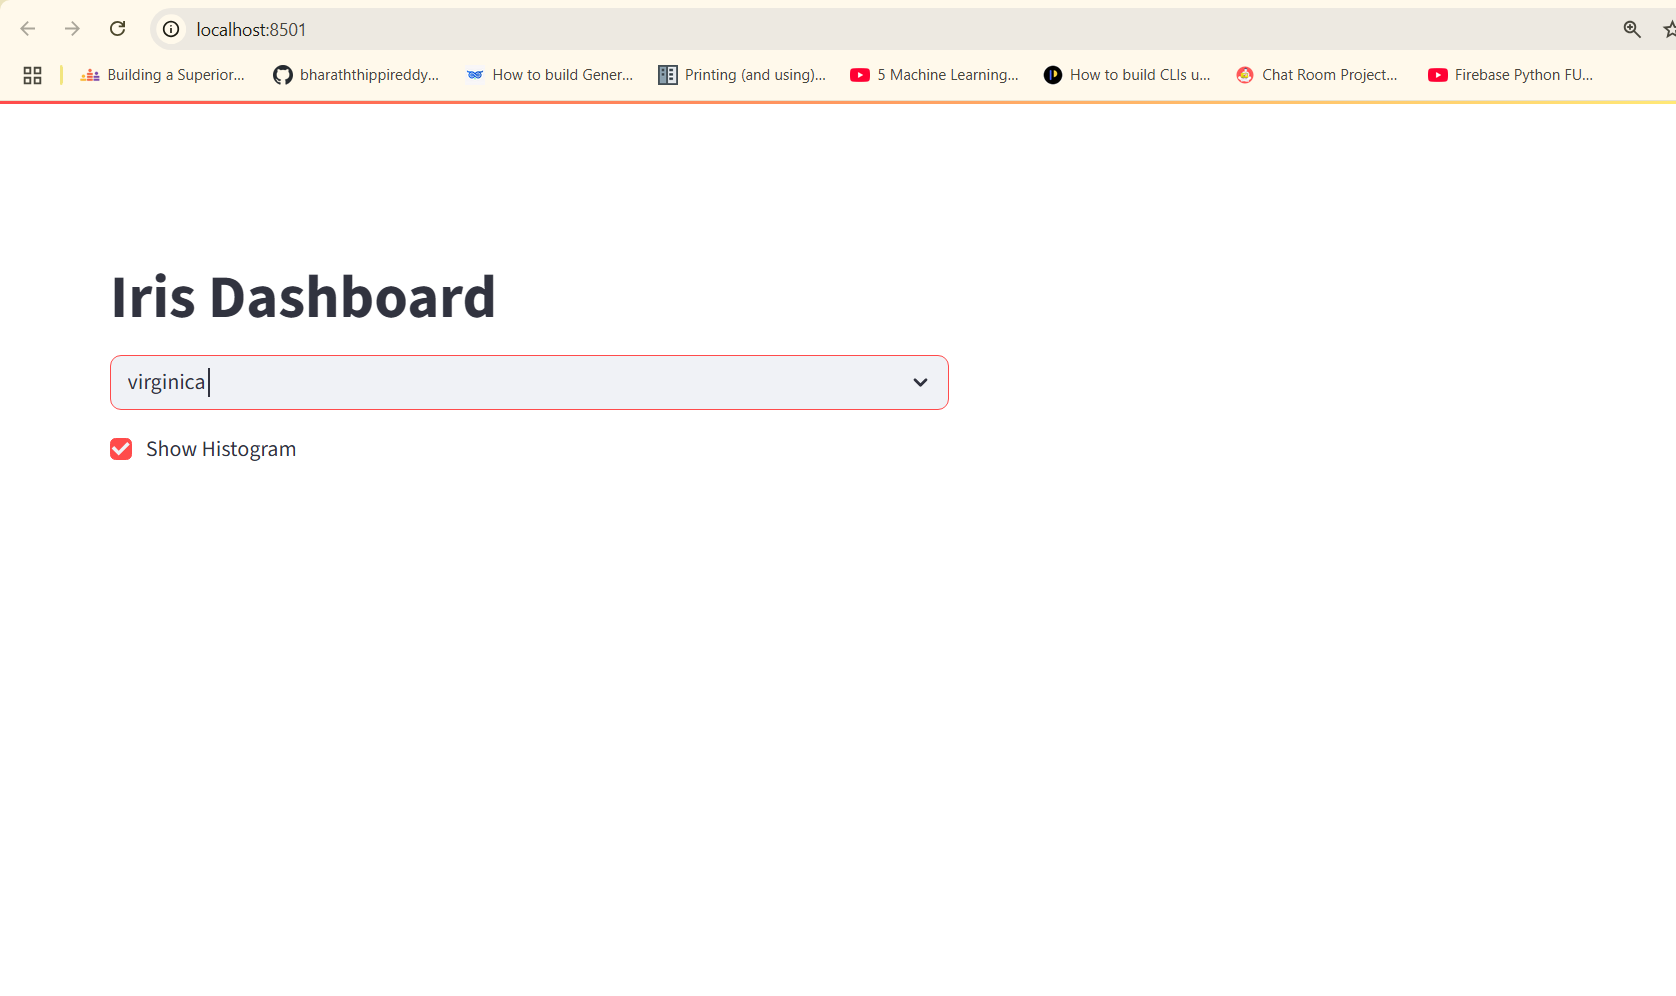 localhost:8501
Building a Superior... bharaththippireddy... How to build Gener... Printing (and using)... 5 Machine Learning... How to build CLIs u... Chat Room Project... Firebase Python FU...
Iris Dashboard
virginica
Show Histogram